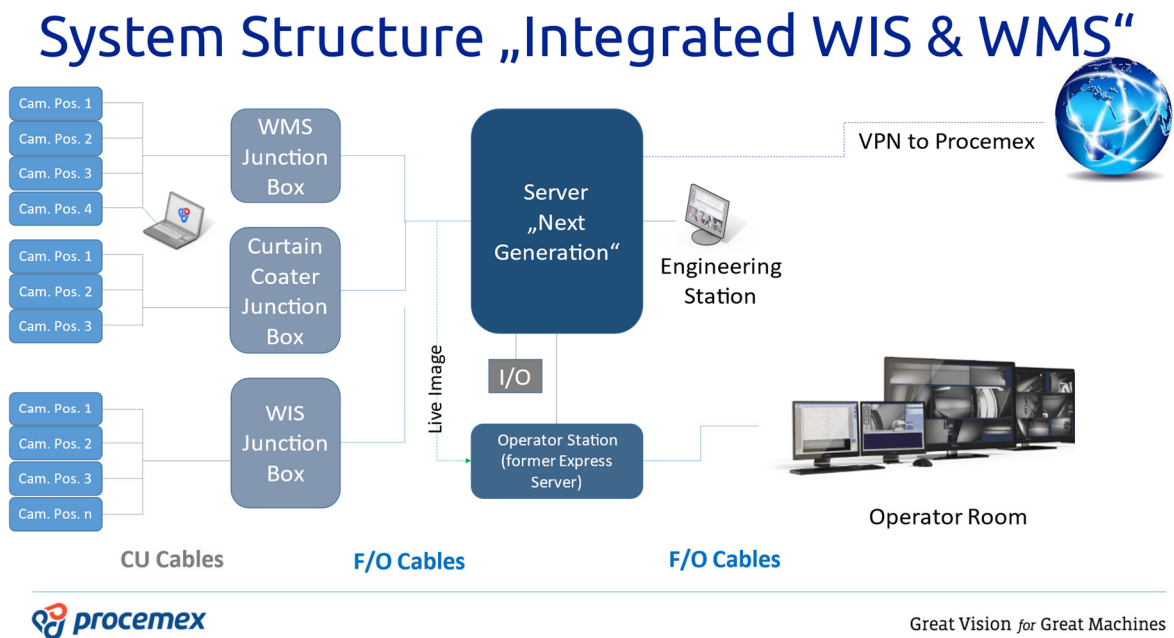 System Structure „Integrated WIS & WMS“
Cam. Pos. 1
Cam. Pos. 2
Cam. Pos. 3
Cam. Pos. 4
Cam. Pos. 1
Cam. Pos. 2
Cam. Pos. 3
Cam. Pos. 1
Cam. Pos. 2
Cam. Pos. 3
Cam. Pos. n
WMS
Junction
Box
Curtain
Coater
Junction
Box
WIS
Junction
Box
Live Image
Server
„Next
Generation“
I/O
Operator Station
(former Express
Server)
VPN to Procemex
Engineering
Station
Operator Room
CU Cables
F/O Cables
F/O Cables
procemex
Great Vision for Great Machines